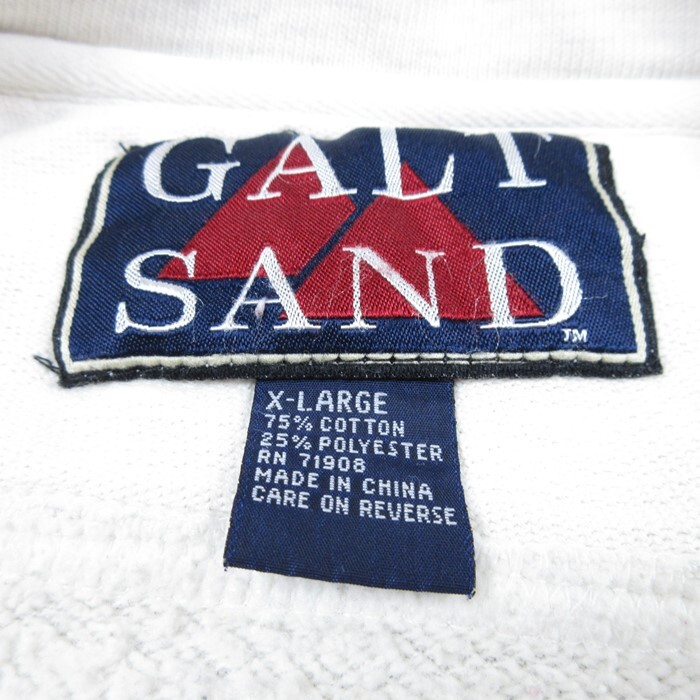 GALT
SAND
TM
X-LARGE
75% COTTON
25% POLYESTER
RN 71908
MADE IN CHINA
CARE ON REVERSE